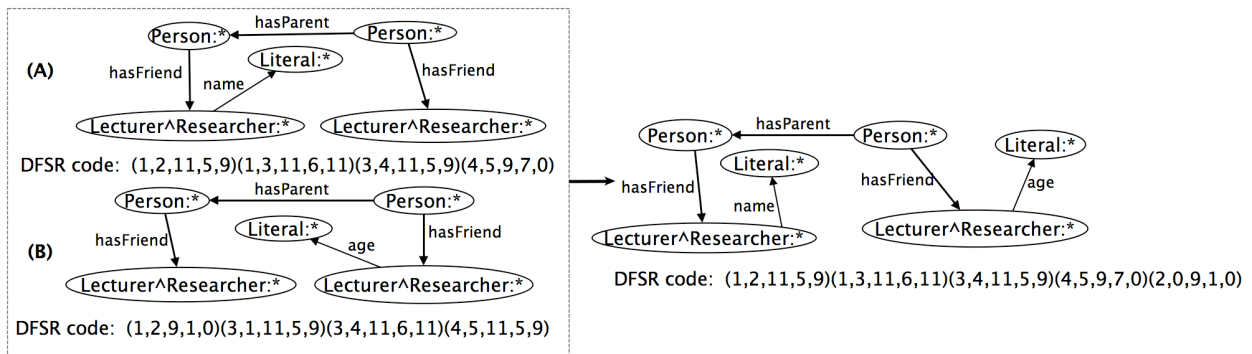 hasParent
Person:*
Person:*
(A)
hasFriend
name
Literal:*
hasFriend
Lecturer^Researcher:*
Lecturer^Researcher:*
DFSR code: (1,2,11,5,9)(1,3,11,6,11)(3,4,11,5,9)(4,5,9,7,0)
hasParent
Person:*
Person:*
hasFriend
Literal:*
hasFriend
(B)
age
Lecturer^Researcher:*
Lecturer^Researcher:*
DFSR code: (1,2,9,1,0)(3,1,11,5,9)(3,4,11,6,11)(4,5,11,5,9)
Person:*
hasParent
Person:*
Literal:*
hasFriend
Literal:*
hasFriend
age
name
Lecturer^Researcher:*
Lecturer^Researcher:*
DFSR code: (1,2,11,5,9)(1,3,11,6,11)(3,4,11,5,9)(4,5,9,7,0)(2,0,9,1,0)